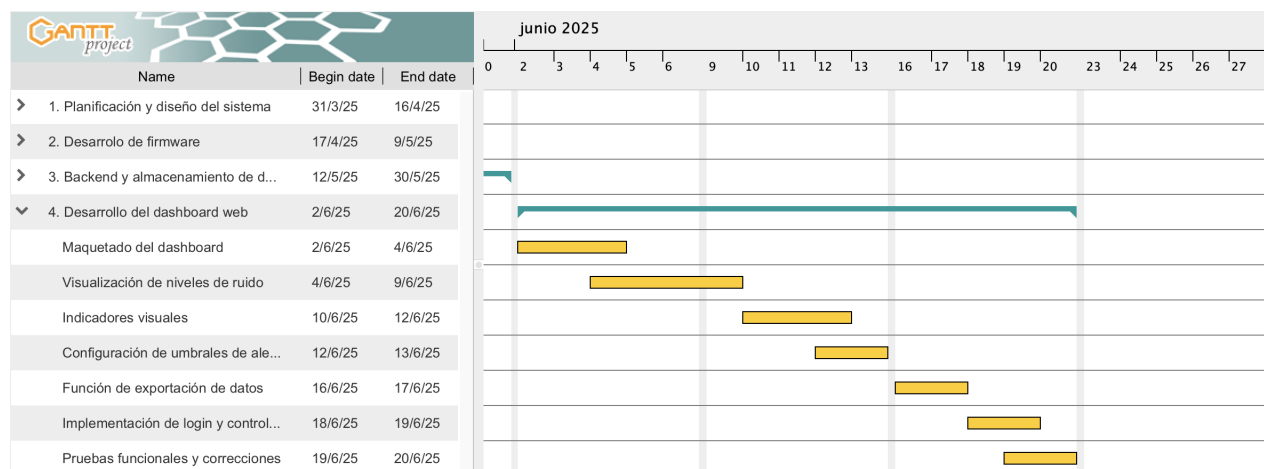 GANTT
project
junio 2025
Name Begin date End date
0 2 3 4 5 6 9 10 11 12 13 16 17 18 19 20 23 24 25 26 27
1. Planificación y diseño del sistema 31/3/25 16/4/25
2. Desarrolo de firmware 17/4/25 9/5/25
3. Backend y almacenamiento de d... 12/5/25 30/5/25
4. Desarrollo del dashboard web 2/6/25 20/6/25
Maquetado del dashboard 2/6/25 4/6/25
Visualización de niveles de ruido 4/6/25 9/6/25
Indicadores visuales 10/6/25 12/6/25
Configuración de umbrales de ale... 12/6/25 13/6/25
Función de exportación de datos 16/6/25 17/6/25
Implementación de login y control... 18/6/25 19/6/25
Pruebas funcionales y correcciones 19/6/25 20/6/25